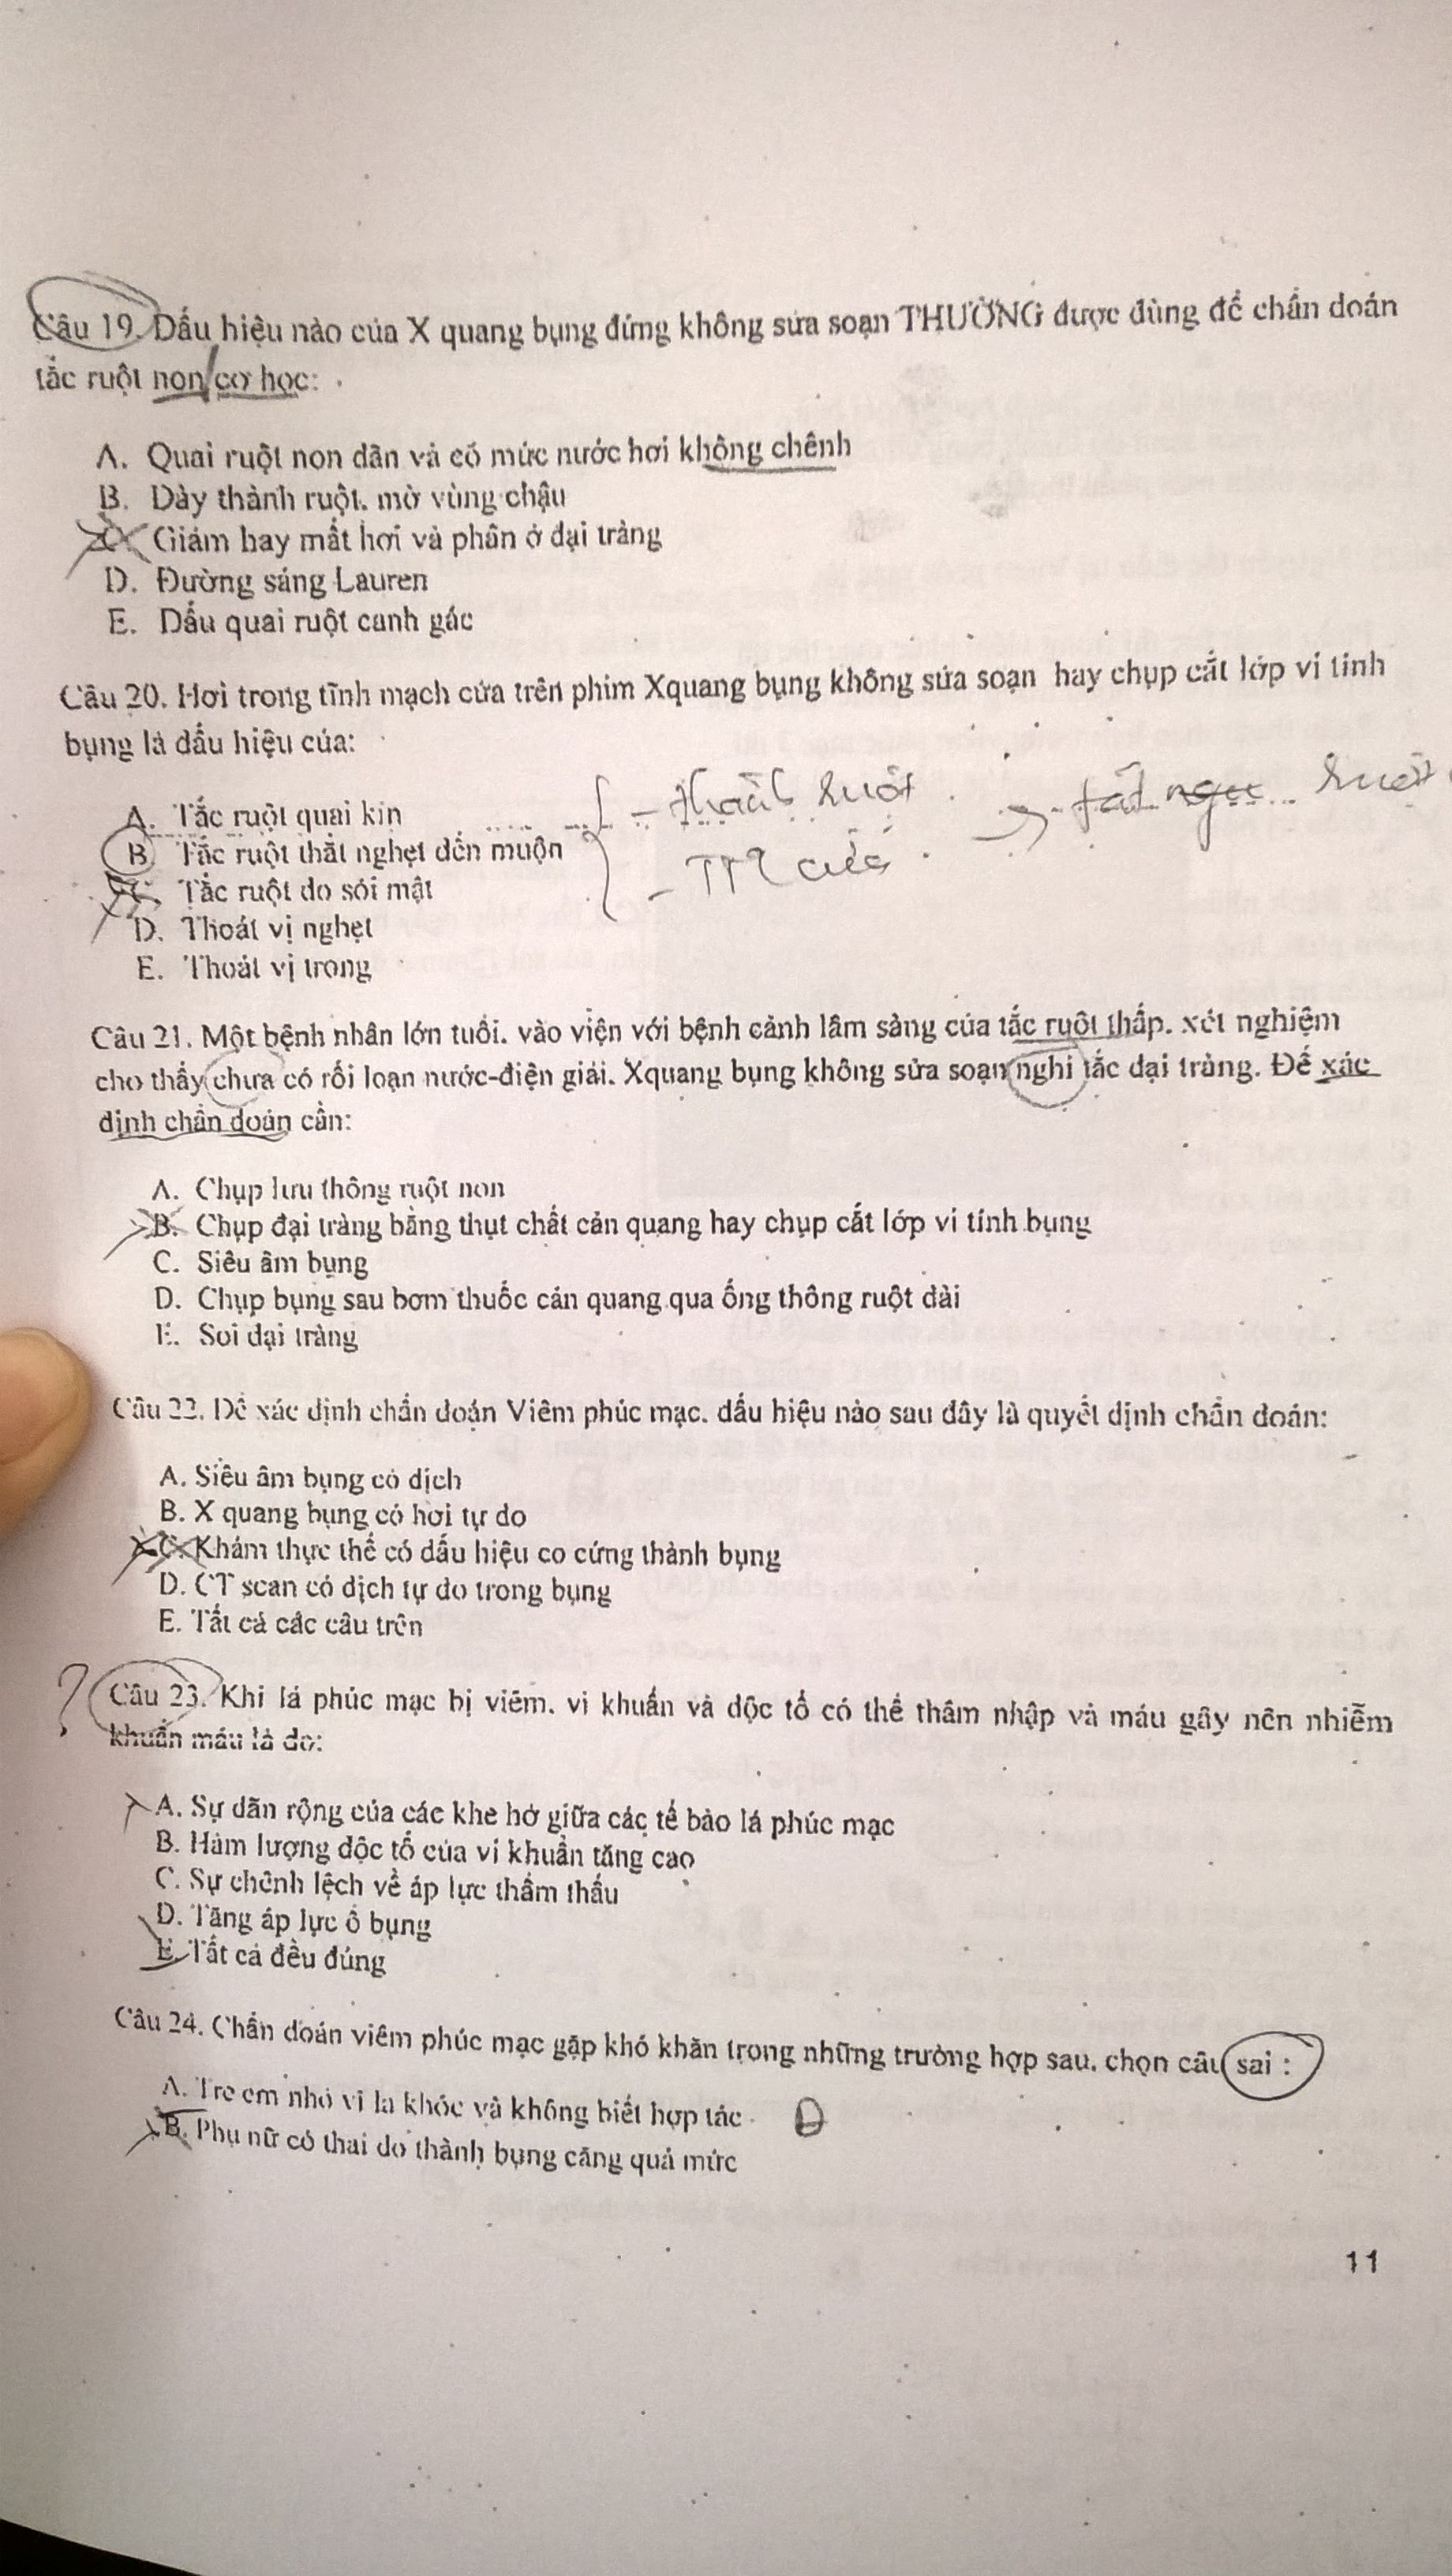 Câu 19. Dấu hiệu nào của X quang bụng đứng không sửa soạn THƯỜNG được dùng để chẩn đoán
tắc ruột non cơ học:
A. Quai ruột non dãn và có mức nước hơi không chênh
B. Dày thành ruột, mờ vùng chậu
C. Giảm hay mất hơi và phân ở đại tràng
D. Đường sáng Lauren
E. Dấu quai ruột canh gác
Câu 20. Hơi trong tĩnh mạch cửa trên phim Xquang bụng không sửa soạn hay chụp cắt lớp vi tính
bụng là dấu hiệu của:
A. Tắc ruột quai kín
B. Tắc ruột thắt nghẹt đến muộn
C. Tắc ruột do sỏi mật
D. Thoát vị nghẹt
E. Thoát vị trong
- thành ruột
- TM cửa
→ tắt ruột
Câu 21. Một bệnh nhân lớn tuổi, vào viện với bệnh cảnh lâm sàng của tắc ruột thấp, xét nghiệm
cho thấy chưa có rối loạn nước-điện giải. Xquang bụng không sửa soạn nghi tắc đại tràng. Để xác
định chẩn đoán cần:
A. Chụp lưu thông ruột non
B. Chụp đại tràng bằng thụt chất cản quang hay chụp cắt lớp vi tính bụng
C. Siêu âm bụng
D. Chụp bụng sau bơm thuốc cản quang qua ống thông ruột dài
E. Soi đại tràng
Câu 22. Để xác định chẩn đoán Viêm phúc mạc, dấu hiệu nào sau đây là quyết định chẩn đoán:
A. Siêu âm bụng có dịch
B. X quang bụng có hơi tự do
C. Khám thực thể có dấu hiệu co cứng thành bụng
D. CT scan có dịch tự do trong bụng
E. Tất cả các câu trên
? Câu 23. Khi lá phúc mạc bị viêm, vi khuẩn và độc tố có thể thâm nhập và máu gây nên nhiễm
khuẩn máu là do:
A. Sự dãn rộng của các khe hở giữa các tế bào lá phúc mạc
B. Hàm lượng độc tố của vi khuẩn tăng cao
C. Sự chênh lệch về áp lực thẩm thấu
D. Tăng áp lực ổ bụng
E. Tất cả đều đúng
Câu 24. Chẩn đoán viêm phúc mạc gặp khó khăn trong những trường hợp sau, chọn câu sai :
A. Trẻ em nhỏ vì la khóc và không biết hợp tác
B. Phụ nữ có thai do thành bụng căng quá mức
11